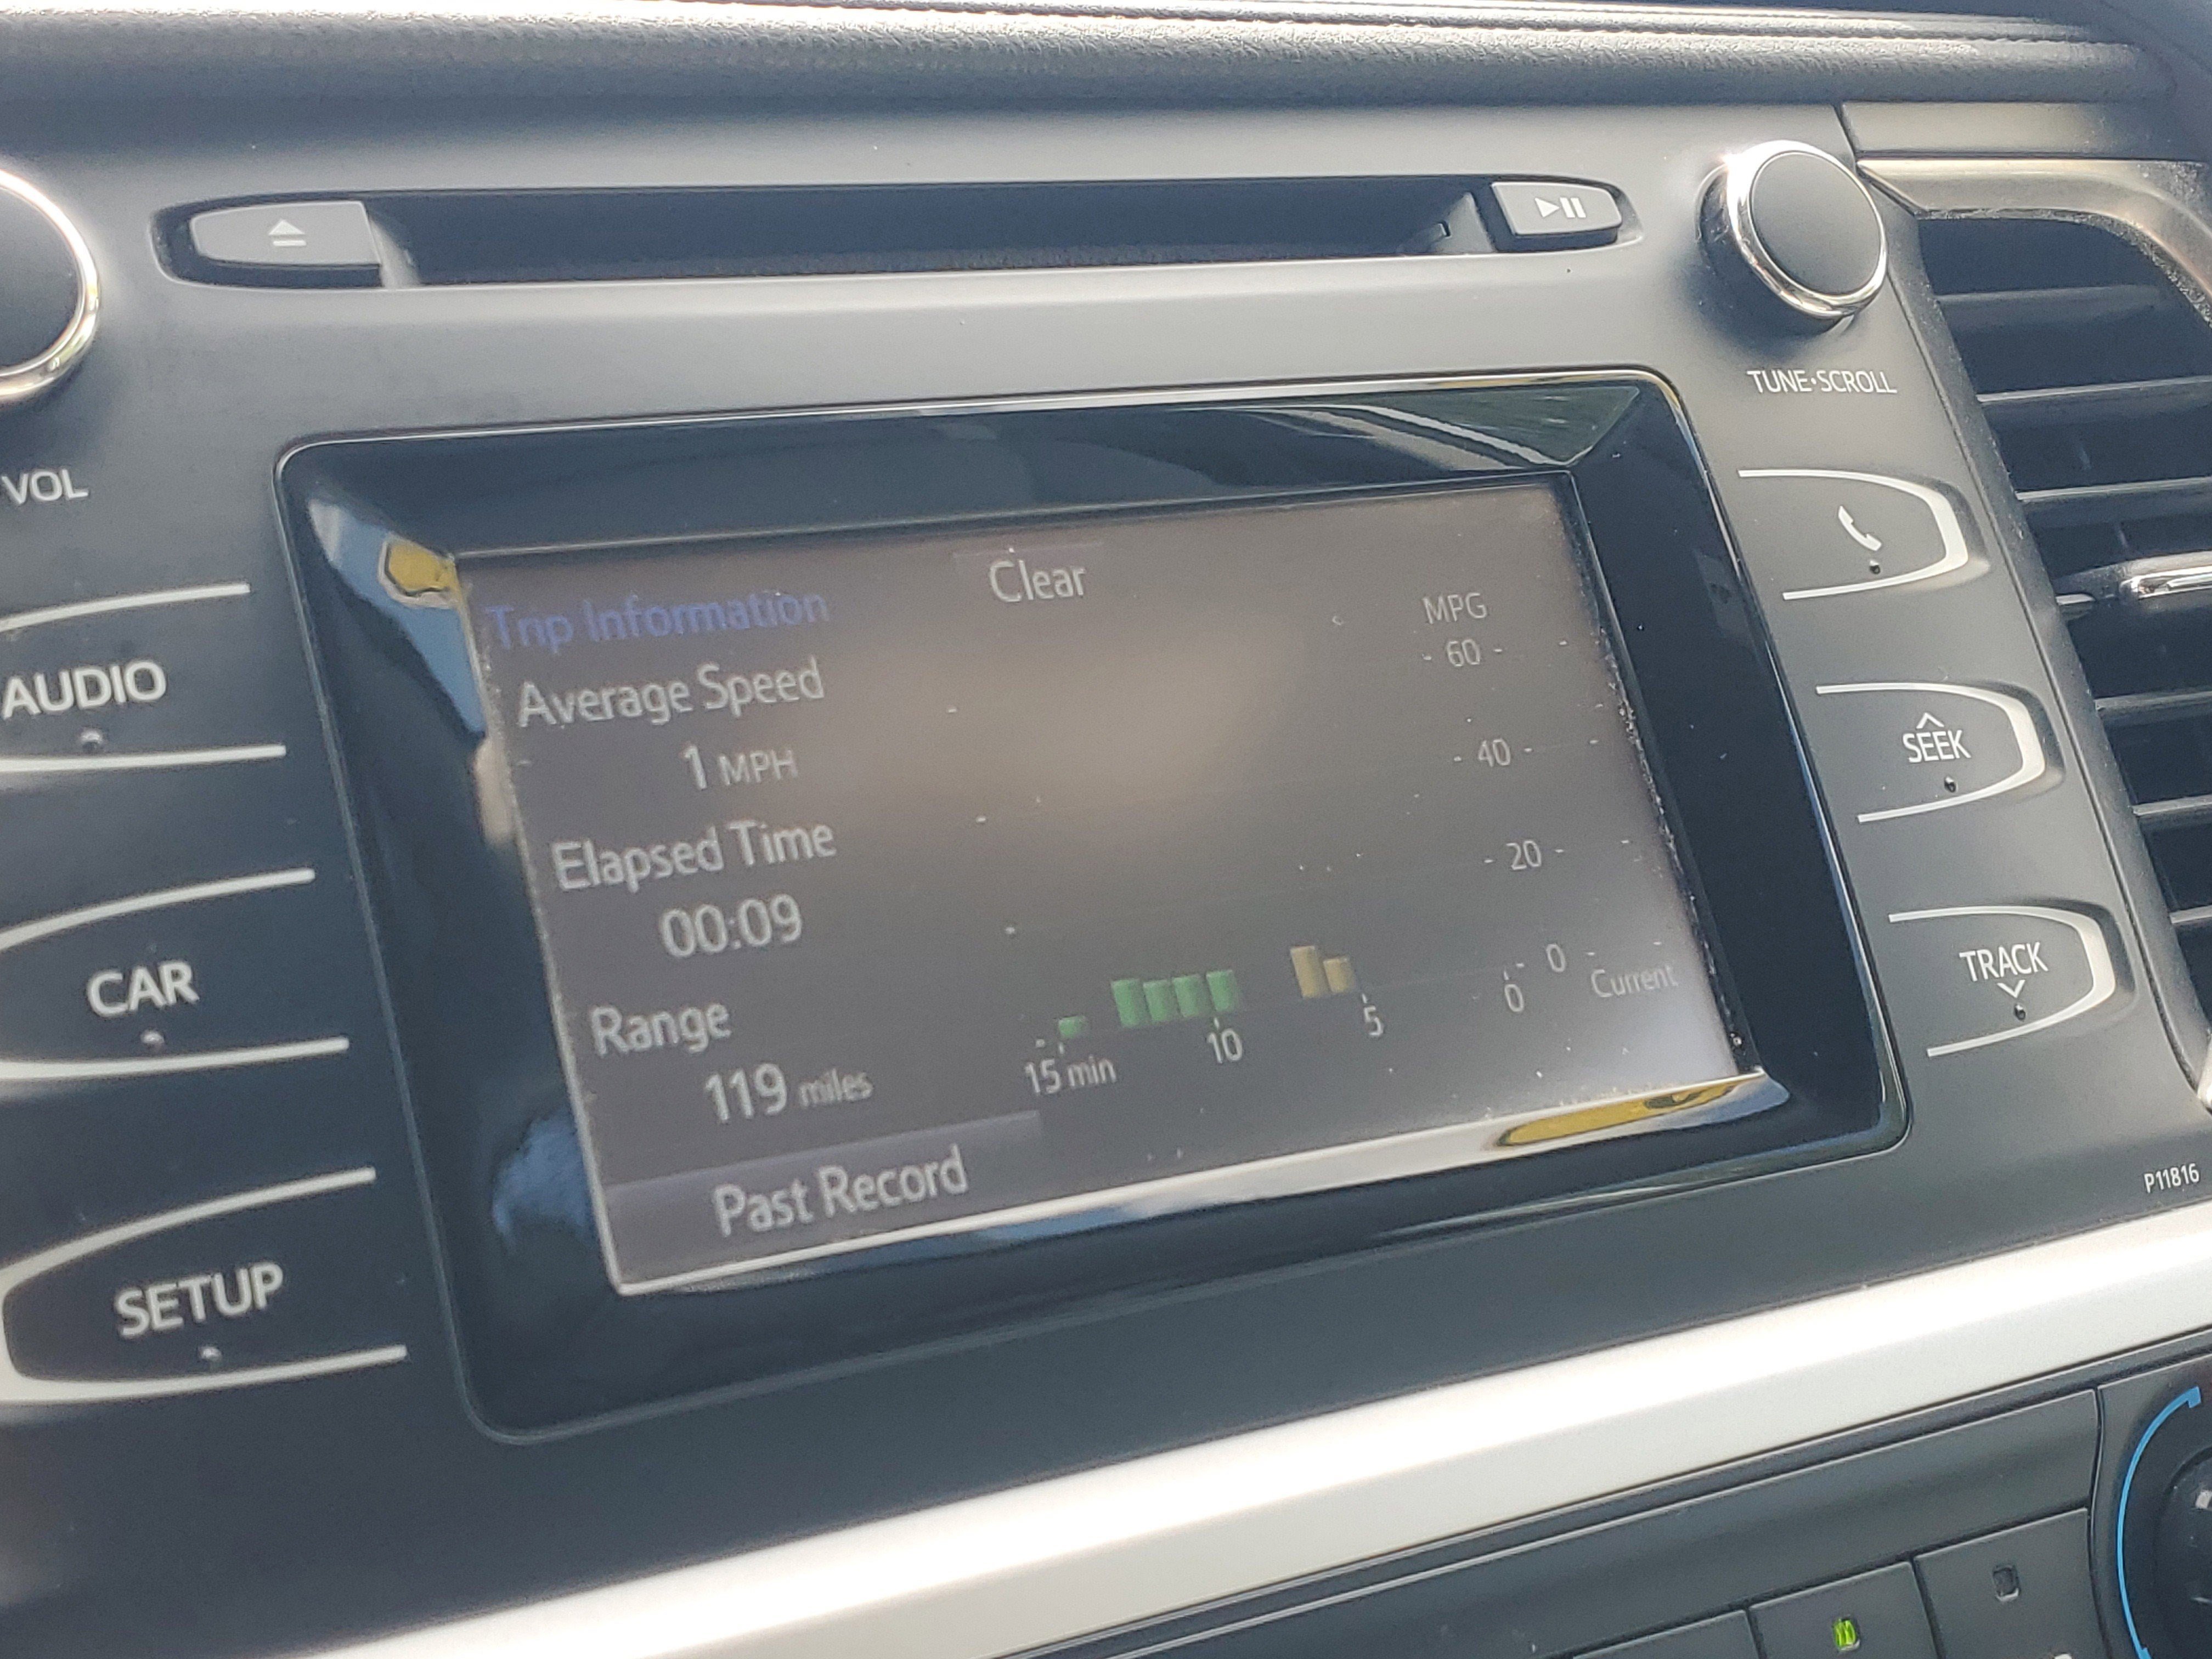 TUNE•SCROLL
VOL
Trip Information
Clear
Average Speed
1 MPH
Elapsed Time
00:09
Range
119 miles
Past Record
MPG
- 60 -
- 40 -
- 20 -
- 0 -
15 min 10 5 0 Current
AUDIO
CAR
SETUP
SEEK
TRACK
P11816